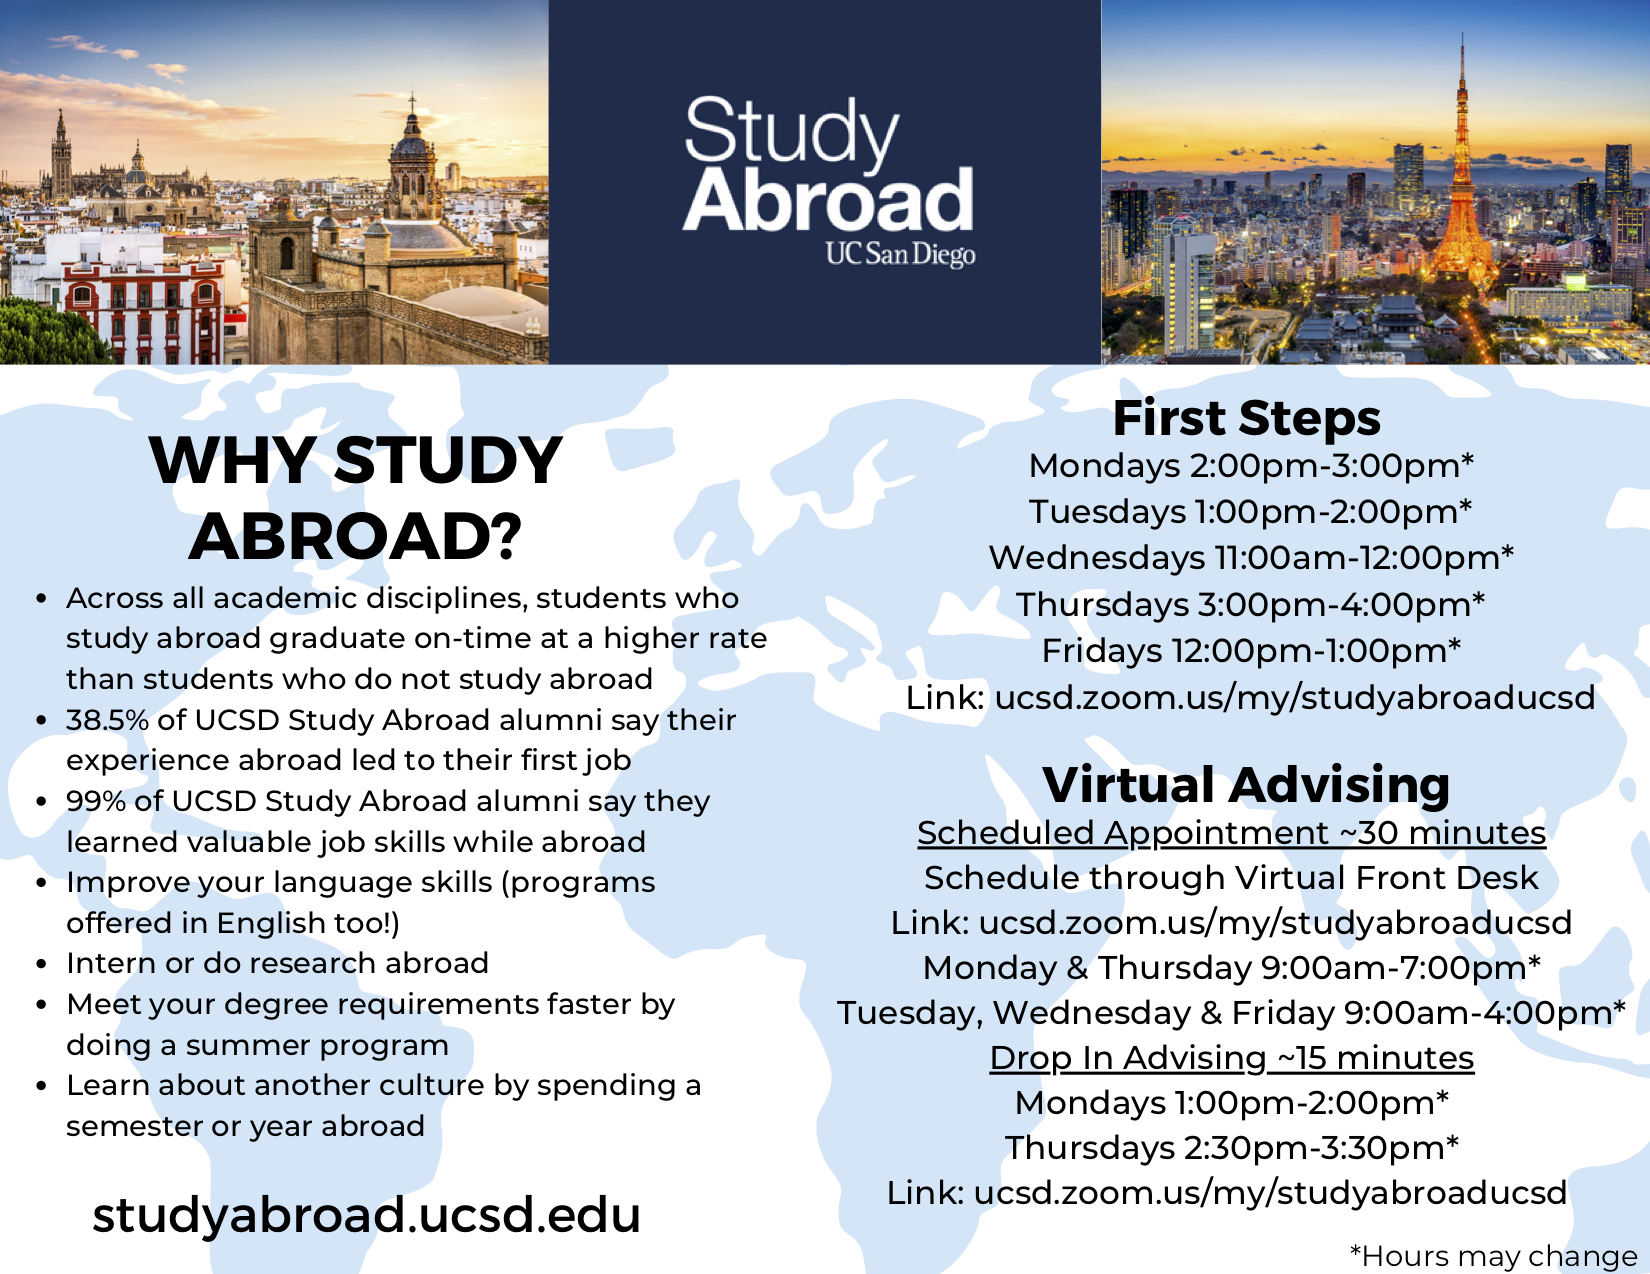 Study
Abroad
UC San Diego
WHY STUDY
ABROAD?
• Across all academic disciplines, students who
study abroad graduate on-time at a higher rate
than students who do not study abroad
• 38.5% of UCSD Study Abroad alumni say their
experience abroad led to their first job
• 99% of UCSD Study Abroad alumni say they
learned valuable job skills while abroad
• Improve your language skills (programs
offered in English too!)
• Intern or do research abroad
• Meet your degree requirements faster by
doing a summer program
• Learn about another culture by spending a
semester or year abroad
studyabroad.ucsd.edu
First Steps
Mondays 2:00pm-3:00pm*
Tuesdays 1:00pm-2:00pm*
Wednesdays 11:00am-12:00pm*
Thursdays 3:00pm-4:00pm*
Fridays 12:00pm-1:00pm*
Link: ucsd.zoom.us/my/studyabroaducsd
Virtual Advising
Scheduled Appointment ~30 minutes
Schedule through Virtual Front Desk
Link: ucsd.zoom.us/my/studyabroaducsd
Monday & Thursday 9:00am-7:00pm*
Tuesday, Wednesday & Friday 9:00am-4:00pm*
Drop In Advising ~15 minutes
Mondays 1:00pm-2:00pm*
Thursdays 2:30pm-3:30pm*
Link: ucsd.zoom.us/my/studyabroaducsd
*Hours may change